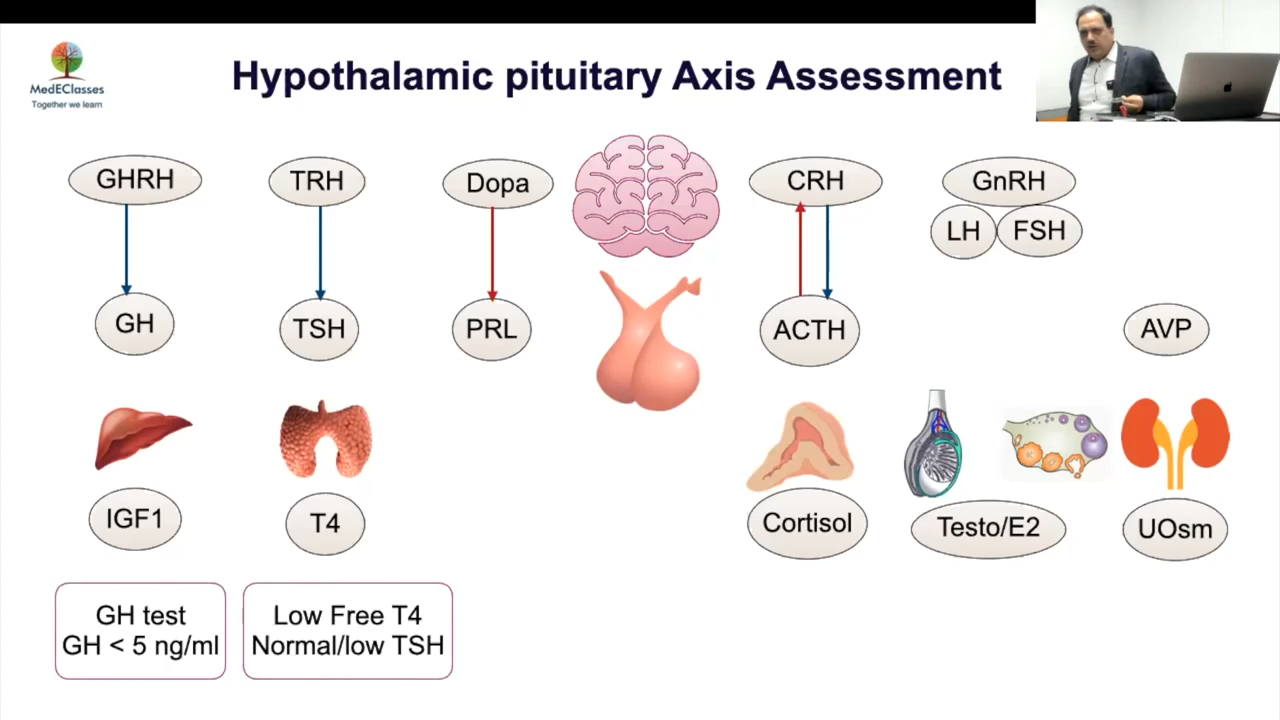 MedEClasses
Together we learn
Hypothalamic pituitary Axis Assessment
GHRH
TRH
Dopa
CRH
GnRH
LH
FSH
GH
TSH
PRL
ACTH
AVP
IGF1
T4
Cortisol
Testo/E2
UOsm
GH test
GH < 5 ng/ml
Low Free T4
Normal/low TSH